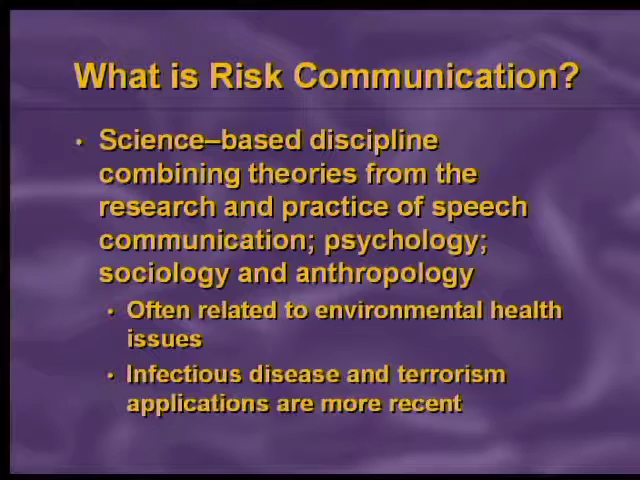 What is Risk Communication?
• Science–based discipline
combining theories from the
research and practice of speech
communication; psychology;
sociology and anthropology
• Often related to environmental health
issues
• Infectious disease and terrorism
applications are more recent